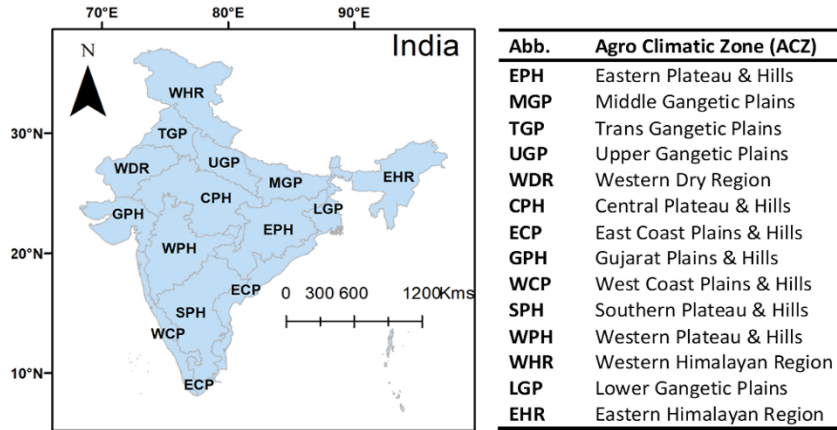 70°E 80°E 90°E
India
N
WHR
30°N
TGP
UGP
WDR
EHR
MGP
CPH
LGP
GPH
EPH
20°N
WPH
ECP
0 300 600 1200Kms
SPH
WCP
10°N
ECP
Abb. Agro Climatic Zone (ACZ)
EPH Eastern Plateau & Hills
MGP Middle Gangetic Plains
TGP Trans Gangetic Plains
UGP Upper Gangetic Plains
WDR Western Dry Region
CPH Central Plateau & Hills
ECP East Coast Plains & Hills
GPH Gujarat Plains & Hills
WCP West Coast Plains & Hills
SPH Southern Plateau & Hills
WPH Western Plateau & Hills
WHR Western Himalayan Region
LGP Lower Gangetic Plains
EHR Eastern Himalayan Region